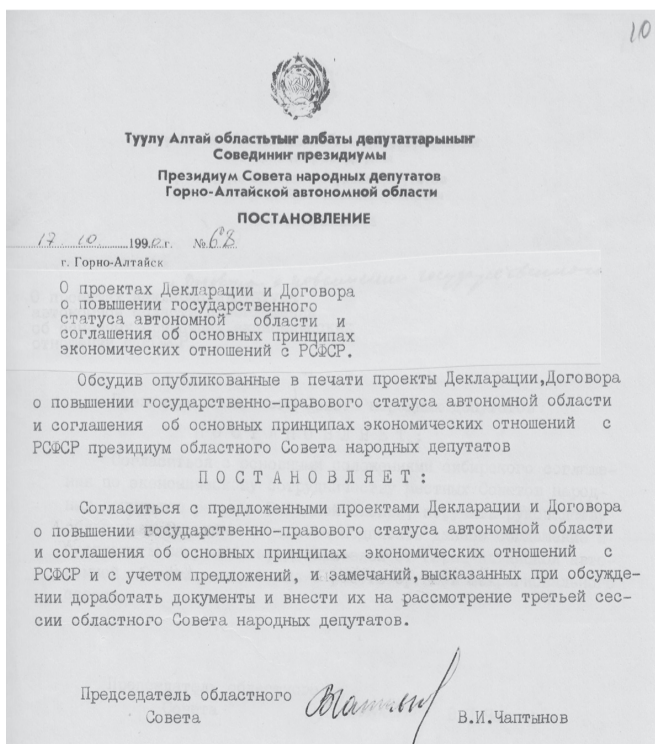 10
Туулу Алтай областьтыҥ албаты депутаттарыныҥ
Совединиҥ президиумы
Президиум Совета народных депутатов
Горно-Алтайской автономной области
ПОСТАНОВЛЕНИЕ
17 10 1990 г. №
г. Горно-Алтайск
О проектах Декларации и Договора
о повышении государственного
статуса автономной области и
соглашения об основных принципах
экономических отношений с РСФСР.
Обсудив опубликованные в печати проекты Декларации,Договора
о повышении государственно-правового статуса автономной области
и соглашения об основных принципах экономических отношений с
РСФСР президиум областного Совета народных депутатов
ПОСТАНОВЛЯЕТ:
Согласиться с предложенными проектами Декларации и Договора
о повышении государственно-правового статуса автономной области
и соглашения об основных принципах экономических отношений с
РСФСР и с учетом предложений, и замечаний,высказанных при обсужде-
нии доработать документы и внести их на рассмотрение третьей сес-
сии областного Совета народных депутатов.
Председатель областного
Совета В.И.Чаптынов